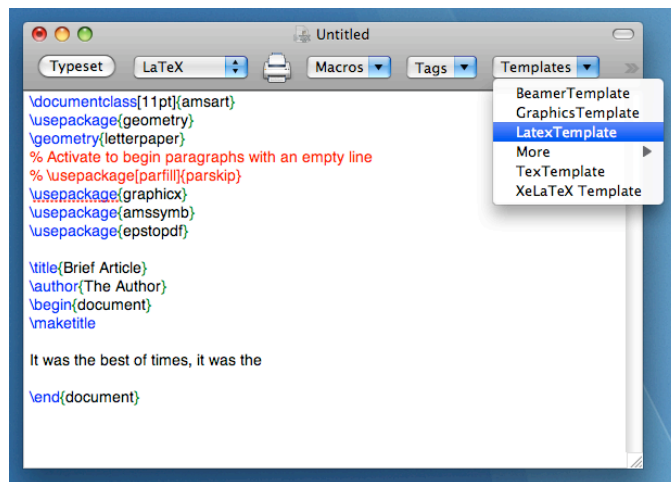 Untitled
Typeset LaTeX Macros Tags Templates
BeamerTemplate
GraphicsTemplate
LatexTemplate
More
TexTemplate
XeLaTeX Template
\documentclass[11pt]{amsart}
\usepackage{geometry}
\geometry{letterpaper}
% Activate to begin paragraphs with an empty line
% \usepackage[parfill]{parskip}
\usepackage{graphicx}
\usepackage{amssymb}
\usepackage{epstopdf}
\title{Brief Article}
\author{The Author}
\begin{document}
\maketitle
It was the best of times, it was the
\end{document}